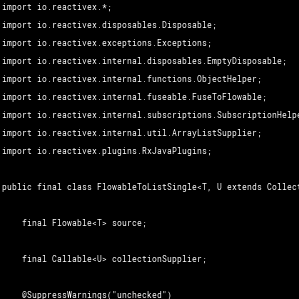 import io.reactivex.*;
import io.reactivex.disposables.Disposable;
import io.reactivex.exceptions.Exceptions;
import io.reactivex.internal.disposables.EmptyDisposable;
import io.reactivex.internal.functions.ObjectHelper;
import io.reactivex.internal.fuseable.FuseToFlowable;
import io.reactivex.internal.subscriptions.SubscriptionHelpe
import io.reactivex.internal.util.ArrayListSupplier;
import io.reactivex.plugins.RxJavaPlugins;
public final class FlowableToListSingle<T, U extends Collect
final Flowable<T> source;
final Callable<U> collectionSupplier;
@SuppressWarnings("unchecked")